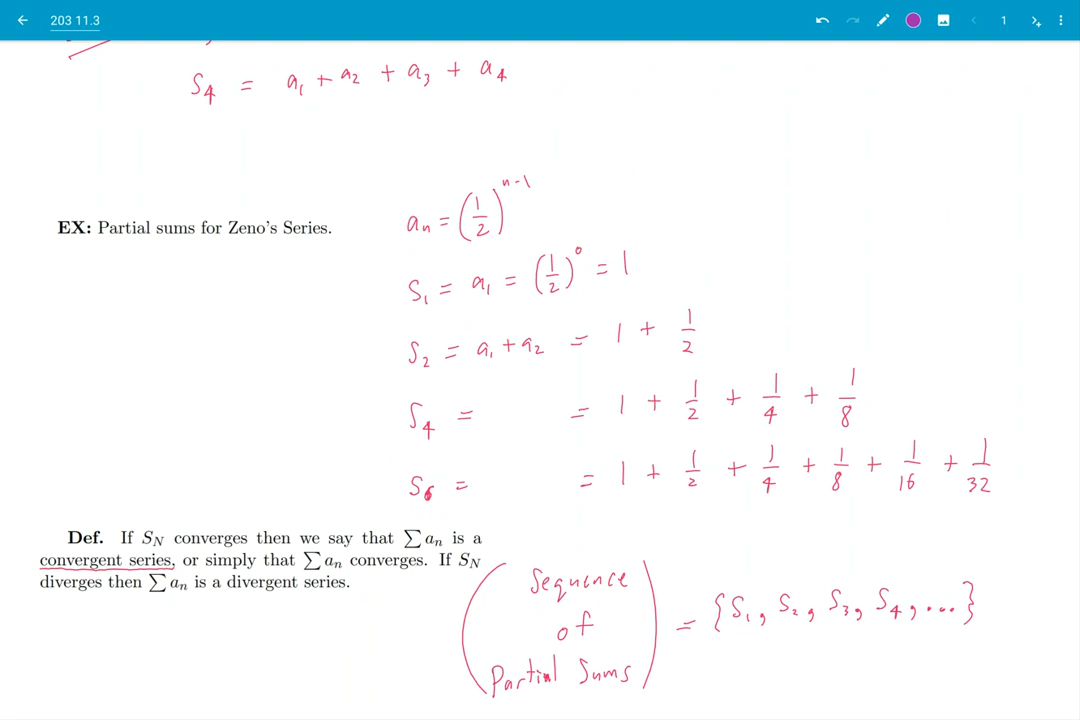 203 11.3
1
S₄ = a₁ + a₂ + a₃ + a₄
EX: Partial sums for Zeno's Series.
aₙ = (1/2)ⁿ⁻¹
S₁ = a₁ = (1/2)⁰ = 1
S₂ = a₁ + a₂ = 1 + 1/2
S₄ = = 1 + 1/2 + 1/4 + 1/8
S₆ = = 1 + 1/2 + 1/4 + 1/8 + 1/16 + 1/32
Def. If S_N converges then we say that ∑ aₙ is a
convergent series, or simply that ∑ aₙ converges. If S_N
diverges then ∑ aₙ is a divergent series.
(Sequence
of
Partial Sums) = {S₁, S₂, S₃, S₄, ...}